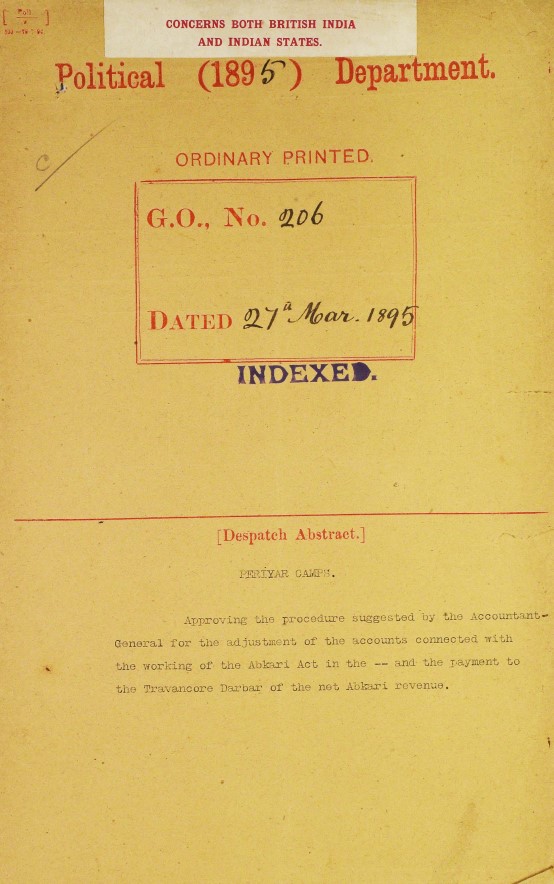 CONCERNS BOTH BRITISH INDIA
AND INDIAN STATES.
Political (1895) Department.
C
ORDINARY PRINTED.
G.O., No. 206
DATED 27th Mar. 1895
INDEXED.
[Despatch Abstract.]
PERIYAR CAMPS.
Approving the procedure suggested by the Accountant-
General for the adjustment of the accounts connected with
the working of the Abkari Act in the -- and the payment to
the Travancore Darbar of the net Abkari revenue.